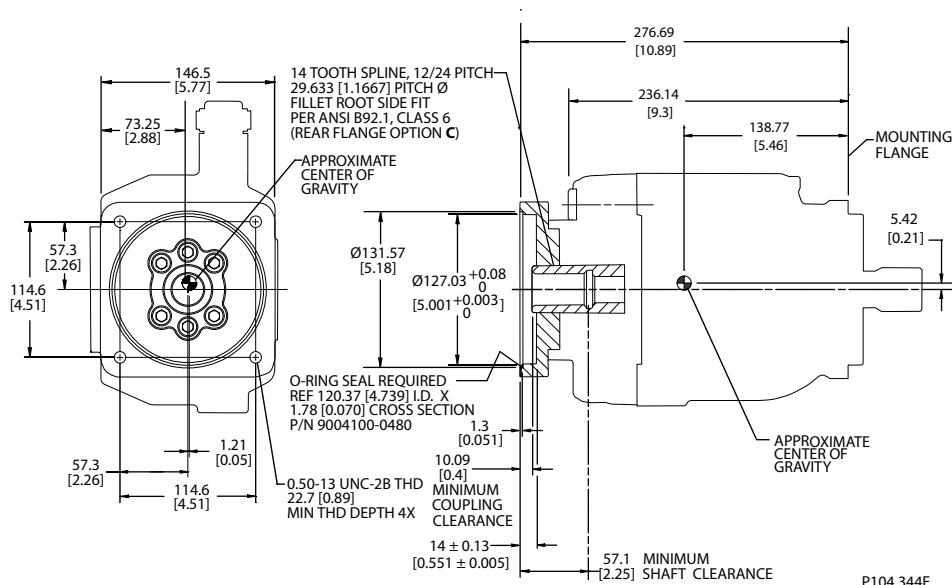 276.69
[10.89]
146.5
[5.77]
14 TOOTH SPLINE, 12/24 PITCH
29.633 [1.1667] PITCH Ø
FILLET ROOT SIDE FIT
PER ANSI B92.1, CLASS 6
(REAR FLANGE OPTION C)
236.14
[9.3]
73.25
[2.88]
138.77
[5.46]
MOUNTING
FLANGE
APPROXIMATE
CENTER OF
GRAVITY
5.42
[0.21]
57.3
[2.26]
114.6
[4.51]
Ø131.57
[5.18]
Ø127.03 +0.08
0
[5.001 +0.003]
0
O-RING SEAL REQUIRED
REF 120.37 [4.739] I.D. X
1.78 [0.070] CROSS SECTION
P/N 9004100-0480
1.3
[0.051]
APPROXIMATE
CENTER OF
GRAVITY
1.21
[0.05]
57.3
[2.26]
114.6
[4.51]
0.50-13 UNC-2B THD
22.7 [0.89]
MIN THD DEPTH 4X
10.09
[0.4]
MINIMUM
COUPLING
CLEARANCE
14 ± 0.13
[0.551 ± 0.005]
57.1 MINIMUM
[2.25] SHAFT CLEARANCE
P104 344E